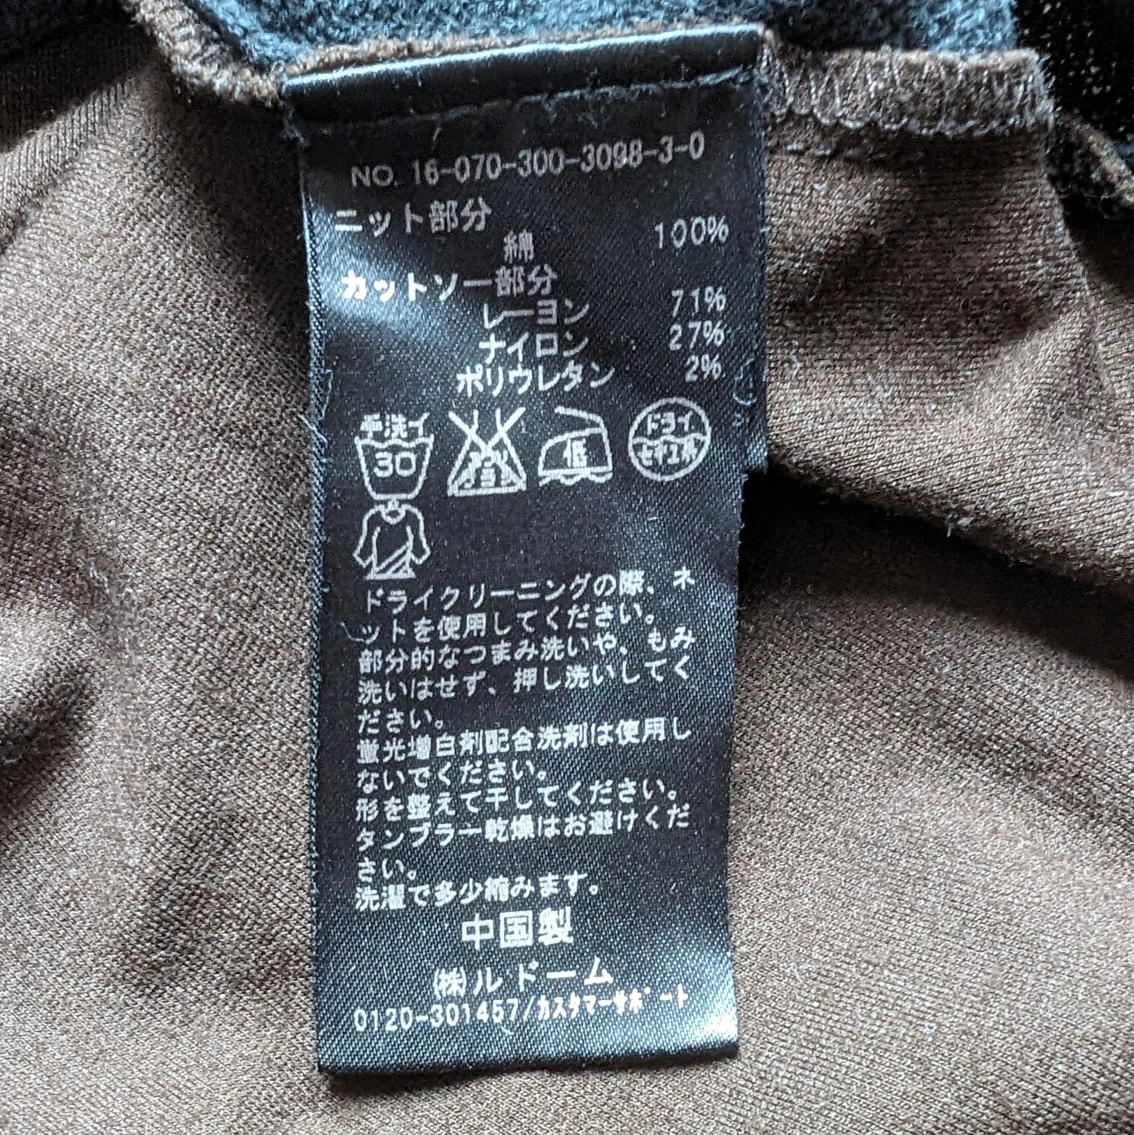 NO. 16-070-300-3098-3-0
ニット部分
綿 100%
カットソー部分
レーヨン 71%
ナイロン 27%
ポリウレタン 2%
手洗イ 30 エンソサラシ 低 ドライ セキユ系
ドライクリーニングの際、ネ
ットを使用してください。
部分的なつまみ洗いや、もみ
洗いはせず、押し洗いしてく
ださい。
蛍光増白剤配合洗剤は使用し
ないでください。
形を整えて干してください。
タンブラー乾燥はお避けくだ
さい。
洗濯で多少縮みます。
中国製
(株)ルドーム
0120-301457/カスタマーサポート